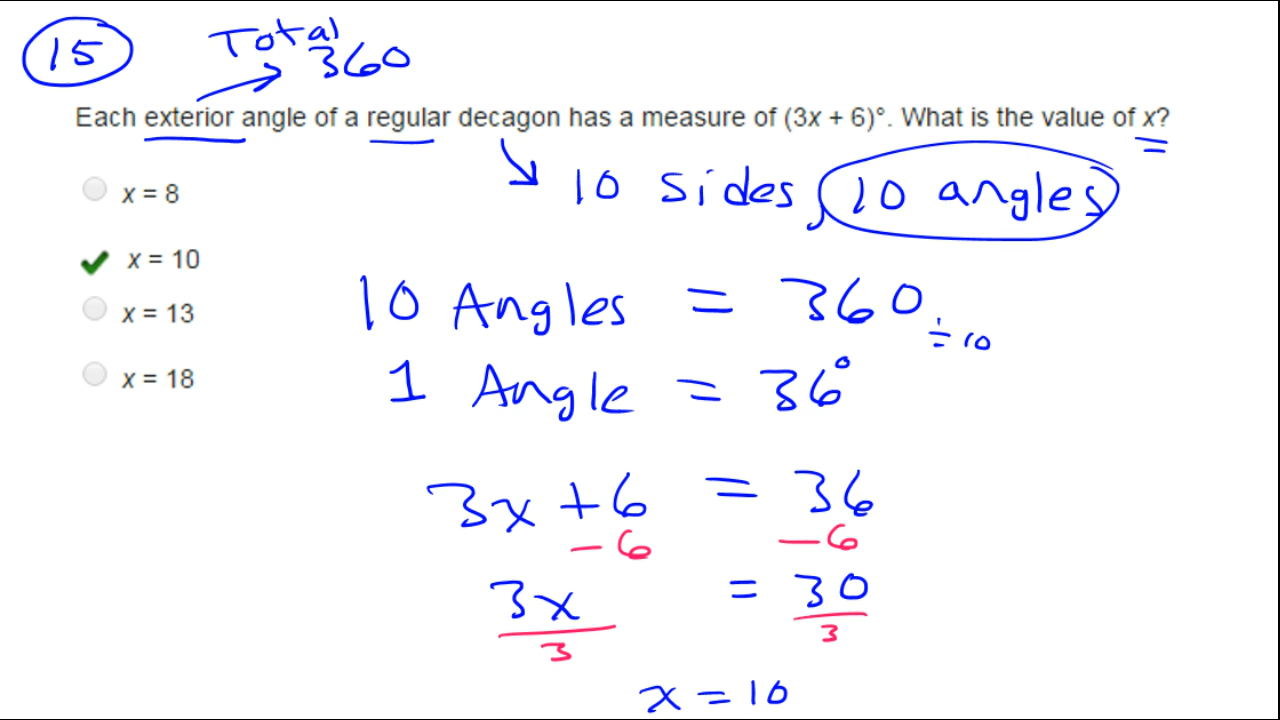 15 Total
360
Each exterior angle of a regular decagon has a measure of (3x + 6)°. What is the value of x?
10 sides, 10 angles
x = 8
x = 10
x = 13
x = 18
10 Angles = 360 ÷ 10
1 Angle = 36°
3x + 6 = 36
- 6 - 6
3x = 30
3 3
x = 10